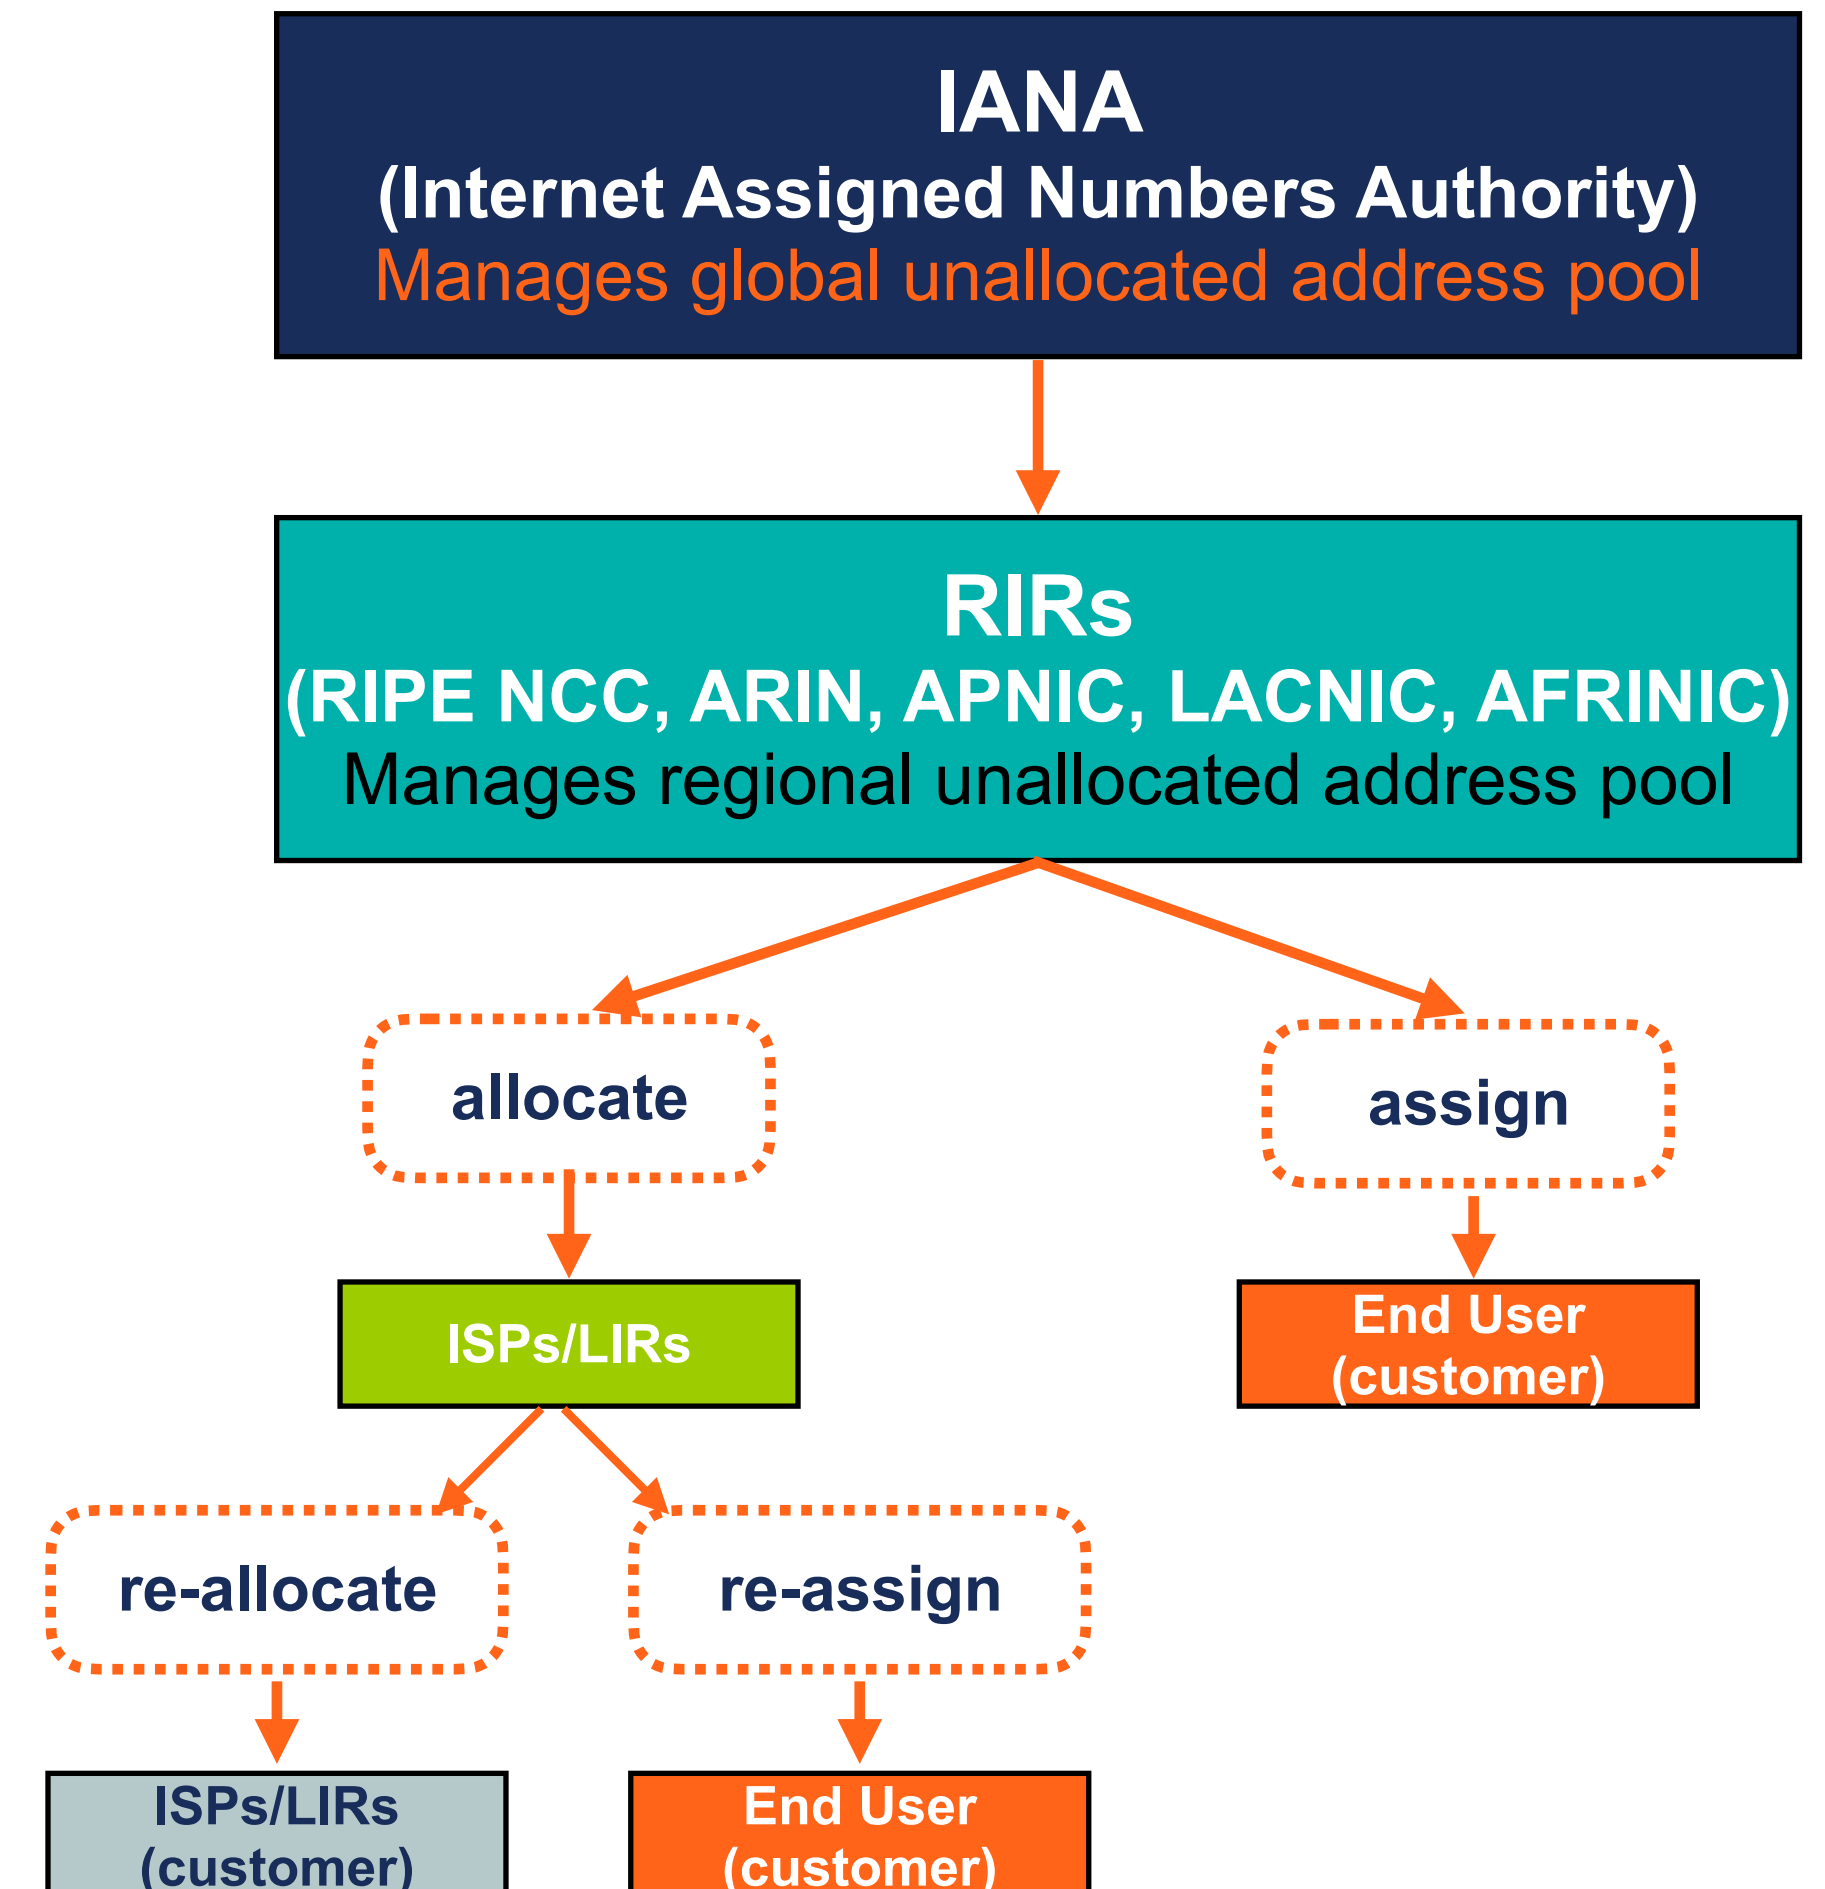 IANA
(Internet Assigned Numbers Authority)
Manages global unallocated address pool
RIRs
(RIPE NCC, ARIN, APNIC, LACNIC, AFRINIC)
Manages regional unallocated address pool
allocate
assign
ISPs/LIRs
End User
(customer)
re-allocate
re-assign
ISPs/LIRs
(customer)
End User
(customer)